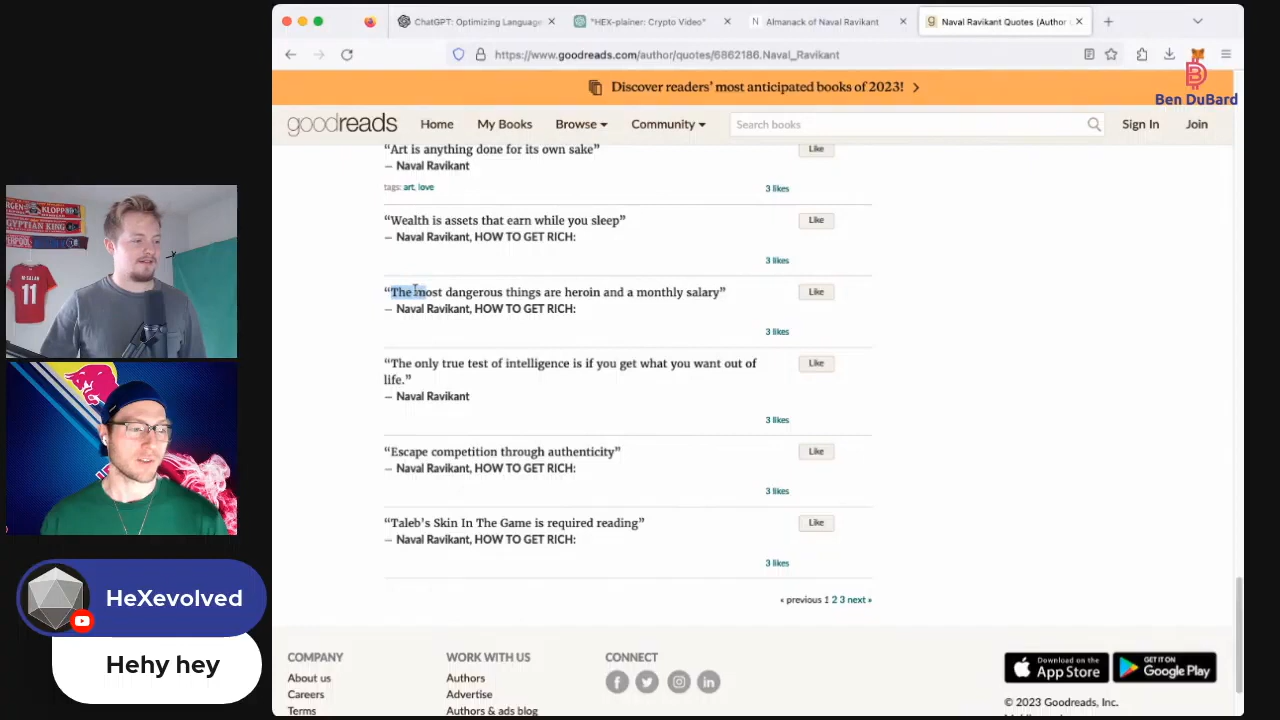 ChatGPT: Optimizing Language
"HEX-plainer: Crypto Video"
Almanack of Naval Ravikant
Naval Ravikant Quotes (Author
https://www.goodreads.com/author/quotes/6862186.Naval_Ravikant
Discover readers' most anticipated books of 2023!
Ben DuBard
goodreads
Home
My Books
Browse
Community
Search books
Sign In
Join
“Art is anything done for its own sake”
― Naval Ravikant
Like
tags: art, love
3 likes
“Wealth is assets that earn while you sleep”
― Naval Ravikant, HOW TO GET RICH:
Like
3 likes
“The most dangerous things are heroin and a monthly salary”
― Naval Ravikant, HOW TO GET RICH:
Like
3 likes
“The only true test of intelligence is if you get what you want out of
life.”
― Naval Ravikant
Like
3 likes
“Escape competition through authenticity”
― Naval Ravikant, HOW TO GET RICH:
Like
3 likes
“Taleb’s Skin In The Game is required reading”
― Naval Ravikant, HOW TO GET RICH:
Like
3 likes
« previous 1 2 3 next »
COMPANY
About us
Careers
Terms
WORK WITH US
Authors
Advertise
Authors & ads blog
CONNECT
Download on the
App Store
GET IT ON
Google Play
© 2023 Goodreads, Inc.
KLOPP
EGYPTIAN KING
M.SALAH
11
HeXevolved
Hehy hey